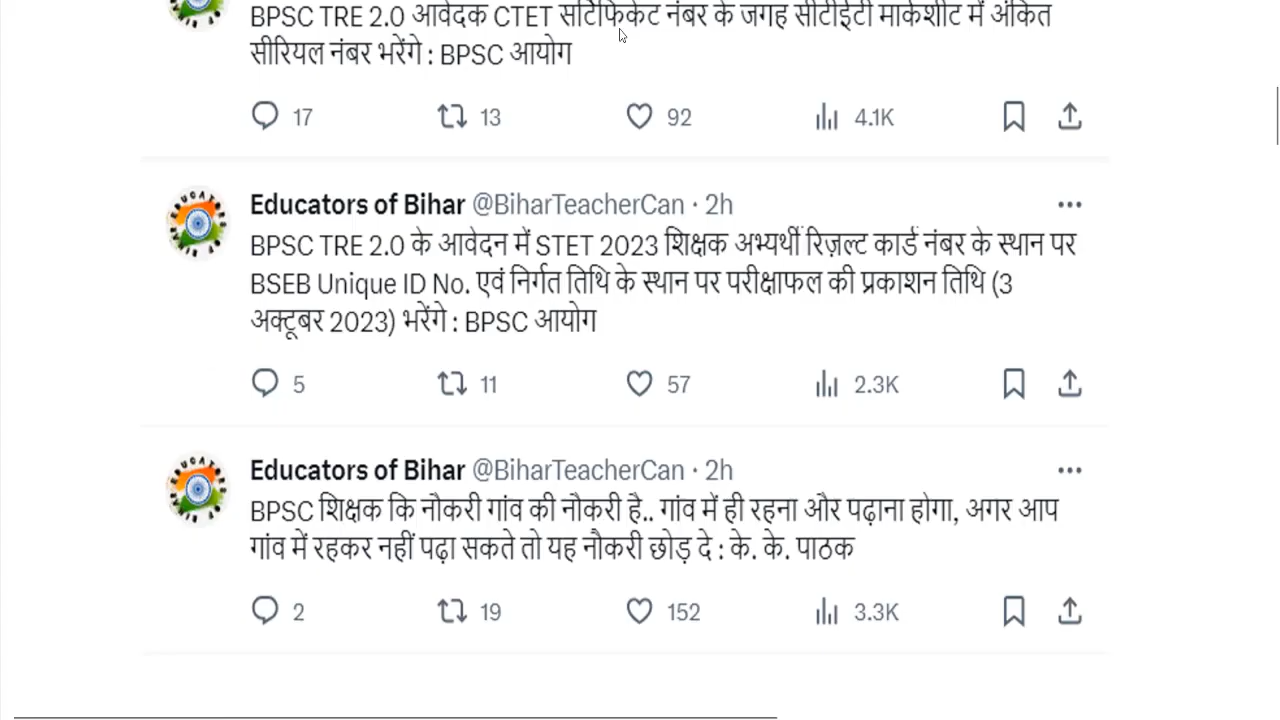 BPSC TRE 2.0 आवेदक CTET सर्टिफिकेट नंबर के जगह सीटीईटी मार्कशीट में अंकित
सीरियल नंबर भरेंगे : BPSC आयोग
17 13 92 4.1K
Educators of Bihar @BiharTeacherCan · 2h
BPSC TRE 2.0 के आवेदन में STET 2023 शिक्षक अभ्यर्थी रिज़ल्ट कार्ड नंबर के स्थान पर
BSEB Unique ID No. एवं निर्गत तिथि के स्थान पर परीक्षाफल की प्रकाशन तिथि (3
अक्टूबर 2023) भरेंगे : BPSC आयोग
5 11 57 2.3K
Educators of Bihar @BiharTeacherCan · 2h
BPSC शिक्षक कि नौकरी गांव की नौकरी है.. गांव में ही रहना और पढ़ाना होगा, अगर आप
गांव में रहकर नहीं पढ़ा सकते तो यह नौकरी छोड़ दे : के. के. पाठक
2 19 152 3.3K